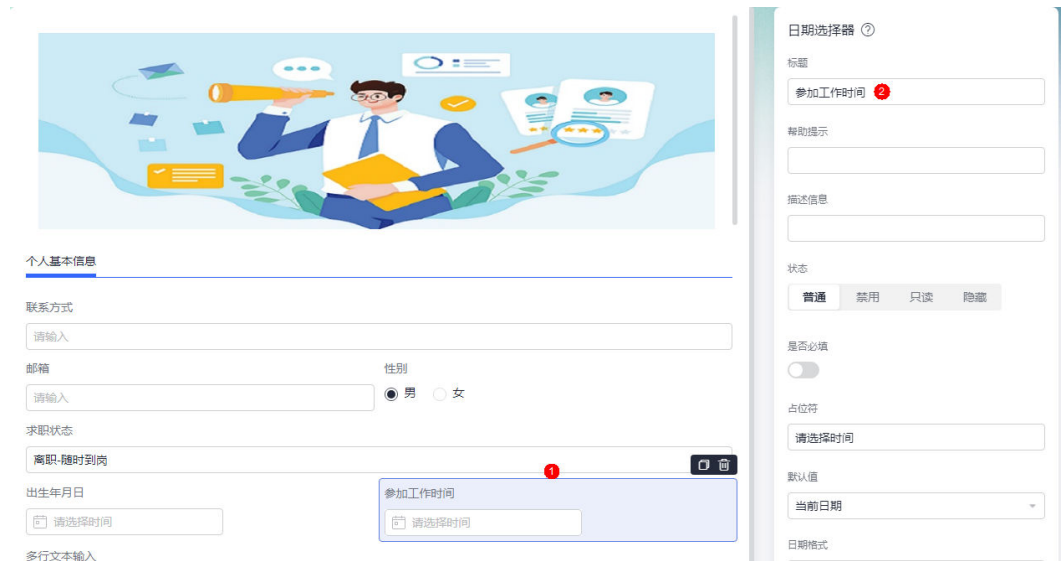 个人基本信息
联系方式
请输入
邮箱
性别
请输入
男
女
求职状态
离职-随时到岗
1
出生年月日
参加工作时间
请选择时间
请选择时间
多行文本输入
日期选择器 ?
标题
参加工作时间 2
帮助提示
描述信息
状态
普通 禁用 只读 隐藏
是否必填
占位符
请选择时间
默认值
当前日期
日期格式